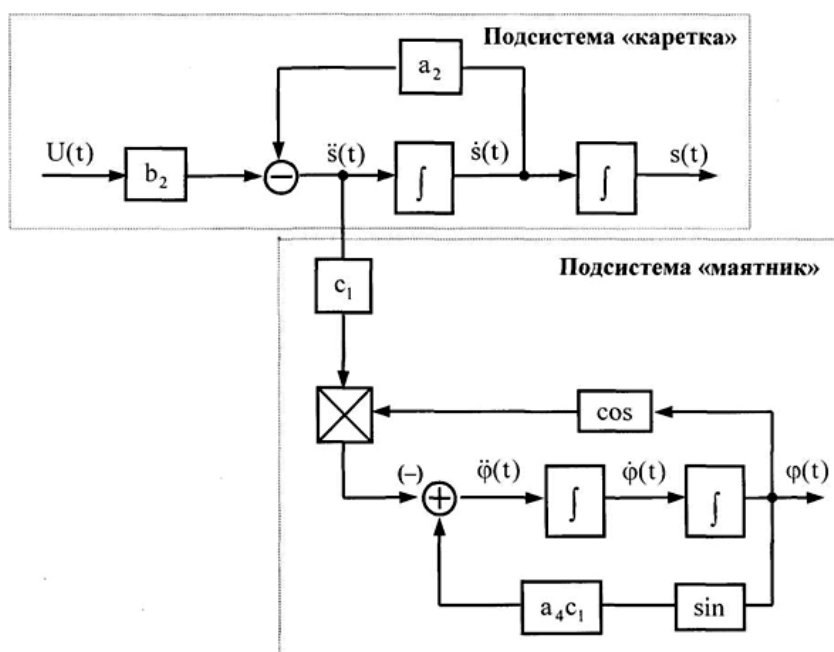 Подсистема «каретка»
a₂
U(t)
b₂
−
s̈(t)
∫
ṡ(t)
∫
s(t)
Подсистема «маятник»
c₁
cos
(−)
+
φ̈(t)
∫
φ̇(t)
∫
φ(t)
a₄c₁
sin